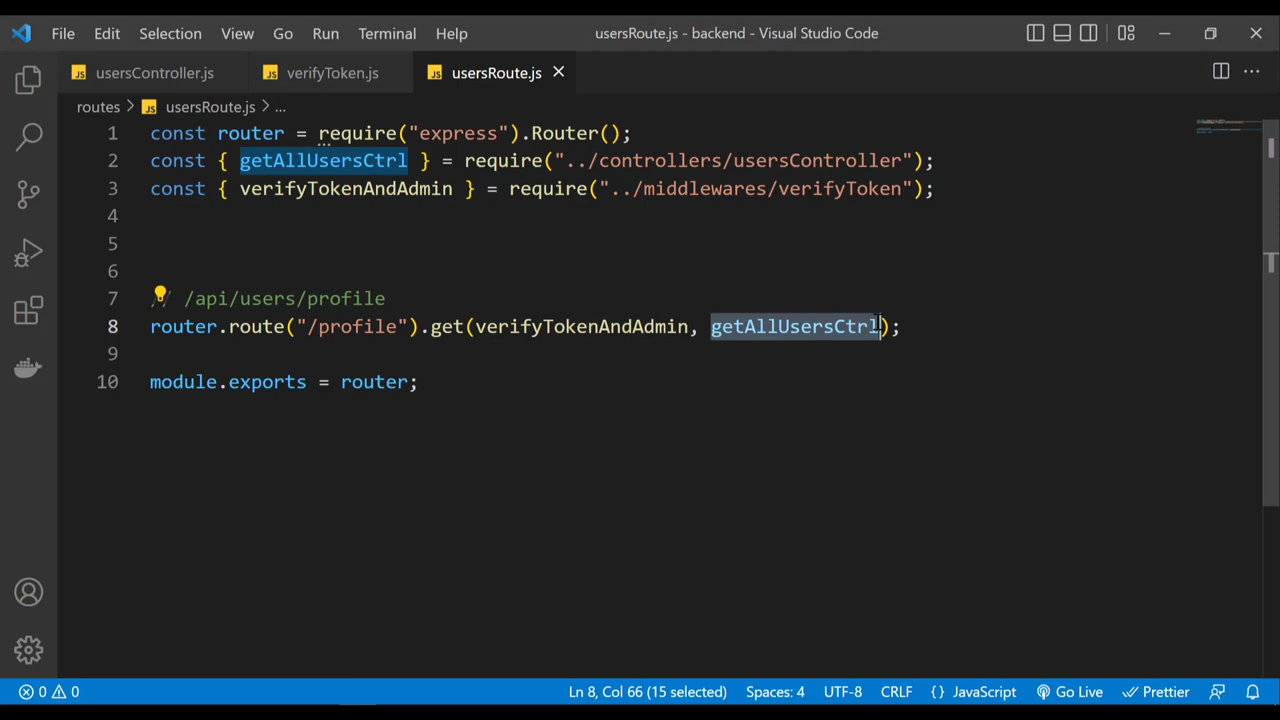 File Edit Selection View Go Run Terminal Help usersRoute.js - backend - Visual Studio Code
JS usersController.js JS verifyToken.js JS usersRoute.js
routes > JS usersRoute.js > ...
1 const router = require("express").Router();
2 const { getAllUsersCtrl } = require("../controllers/usersController");
3 const { verifyTokenAndAdmin } = require("../middlewares/verifyToken");
4
5
6
7 // /api/users/profile
8 router.route("/profile").get(verifyTokenAndAdmin, getAllUsersCtrl);
9
10 module.exports = router;
0 0 Ln 8, Col 66 (15 selected) Spaces: 4 UTF-8 CRLF {} JavaScript Go Live Prettier